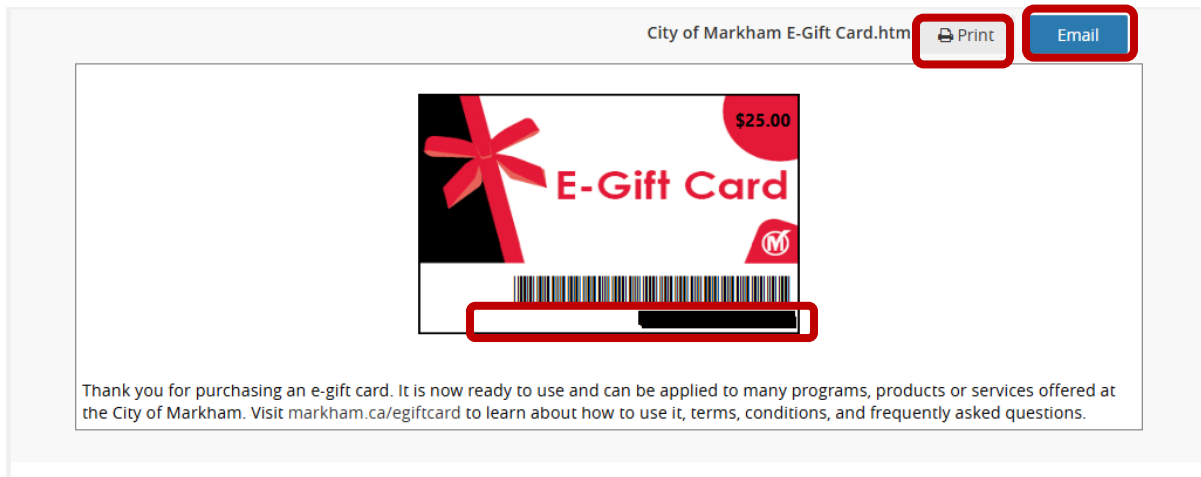 City of Markham E-Gift Card.htm Print Email
$25.00
E-Gift Card
Thank you for purchasing an e-gift card. It is now ready to use and can be applied to many programs, products or services offered at
the City of Markham. Visit markham.ca/egiftcard to learn about how to use it, terms, conditions, and frequently asked questions.